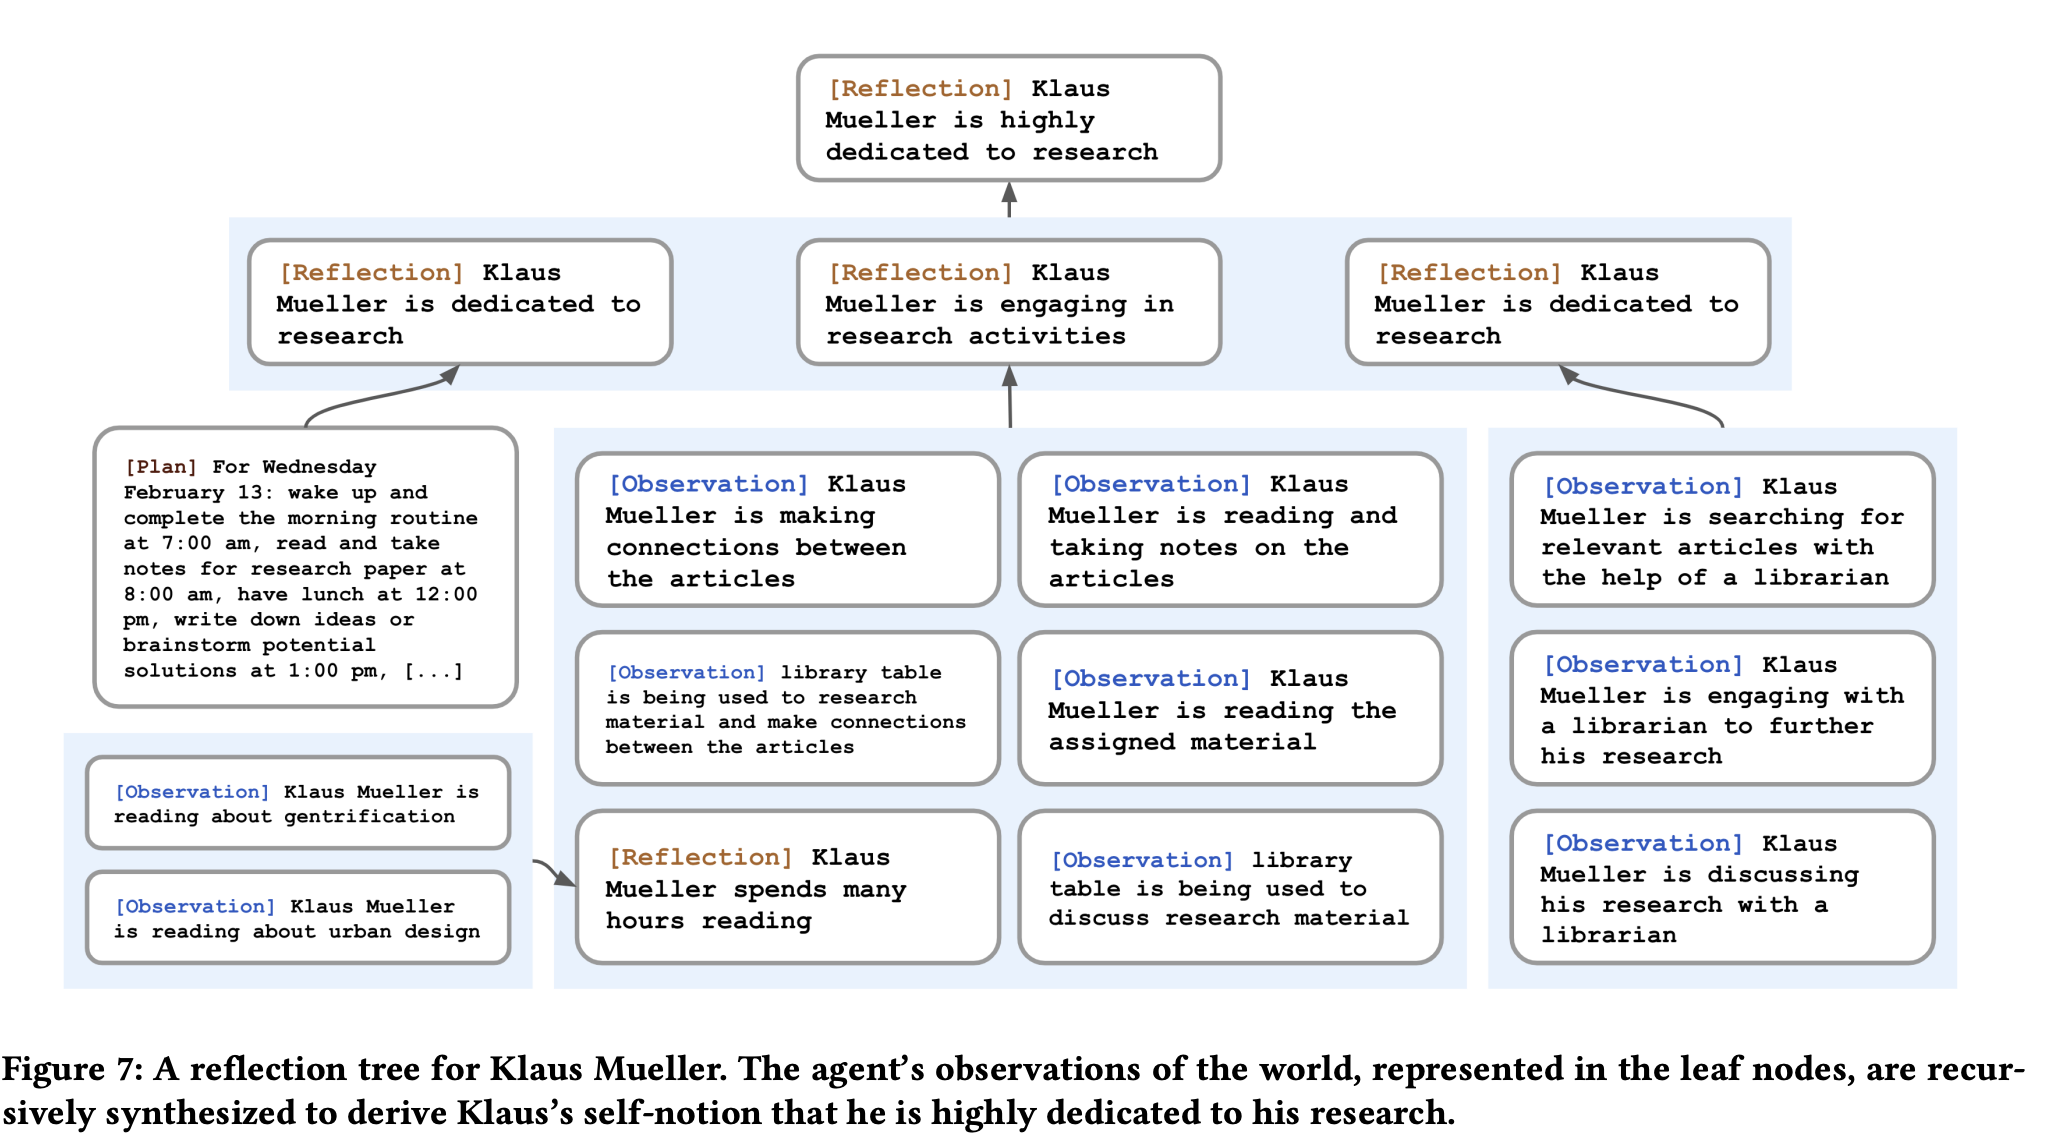 [Reflection] Klaus
Mueller is highly
dedicated to research
[Reflection] Klaus
Mueller is dedicated to
research
[Reflection] Klaus
Mueller is engaging in
research activities
[Reflection] Klaus
Mueller is dedicated to
research
[Plan] For Wednesday
February 13: wake up and
complete the morning routine
at 7:00 am, read and take
notes for research paper at
8:00 am, have lunch at 12:00
pm, write down ideas or
brainstorm potential
solutions at 1:00 pm, [...]
[Observation] Klaus Mueller is
reading about gentrification
[Observation] Klaus Mueller
is reading about urban design
[Observation] Klaus
Mueller is making
connections between
the articles
[Observation] Klaus
Mueller is reading and
taking notes on the
articles
[Observation] library table
is being used to research
material and make connections
between the articles
[Observation] Klaus
Mueller is reading the
assigned material
[Reflection] Klaus
Mueller spends many
hours reading
[Observation] library
table is being used to
discuss research material
[Observation] Klaus
Mueller is searching for
relevant articles with
the help of a librarian
[Observation] Klaus
Mueller is engaging with
a librarian to further
his research
[Observation] Klaus
Mueller is discussing
his research with a
librarian
Figure 7: A reflection tree for Klaus Mueller. The agent’s observations of the world, represented in the leaf nodes, are recur-
sively synthesized to derive Klaus’s self-notion that he is highly dedicated to his research.